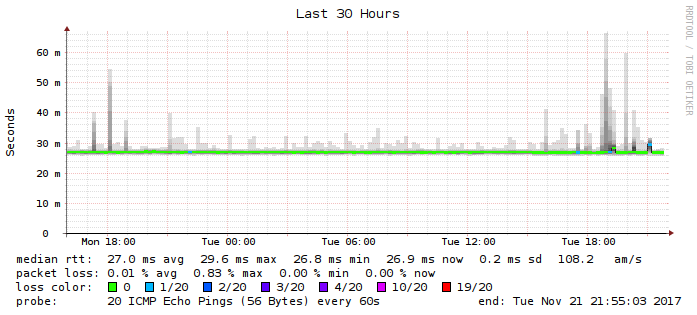 Last 30 Hours
RRDTOOL / TOBI OETIKER
Seconds
60 m
50 m
40 m
30 m
20 m
10 m
0
Mon 18:00 Tue 00:00 Tue 06:00 Tue 12:00 Tue 18:00
median rtt: 27.0 ms avg 29.6 ms max 26.8 ms min 26.9 ms now 0.2 ms sd 108.2 am/s
packet loss: 0.01 % avg 0.83 % max 0.00 % min 0.00 % now
loss color: 0 1/20 2/20 3/20 4/20 10/20 19/20
probe: 20 ICMP Echo Pings (56 Bytes) every 60s end: Tue Nov 21 21:55:03 2017